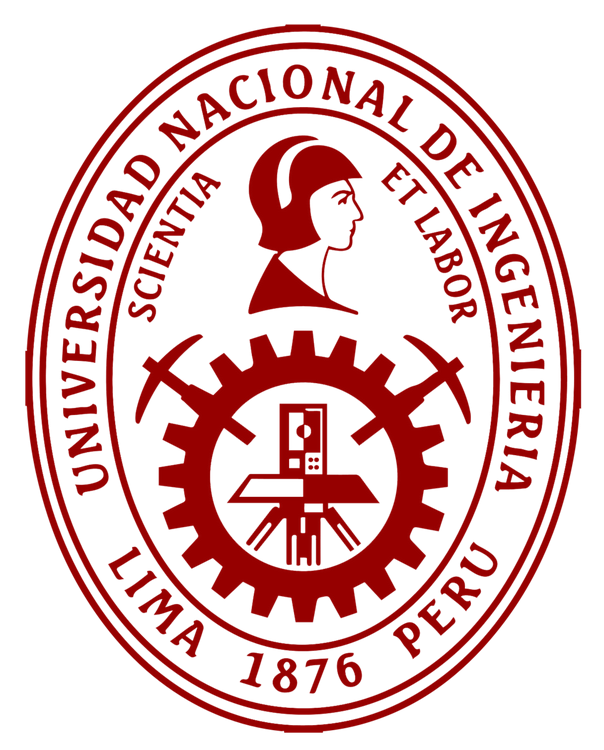 UNIVERSIDAD NACIONAL DE INGENIERIA
SCIENTIA ET LABOR
LIMA 1876 PERU